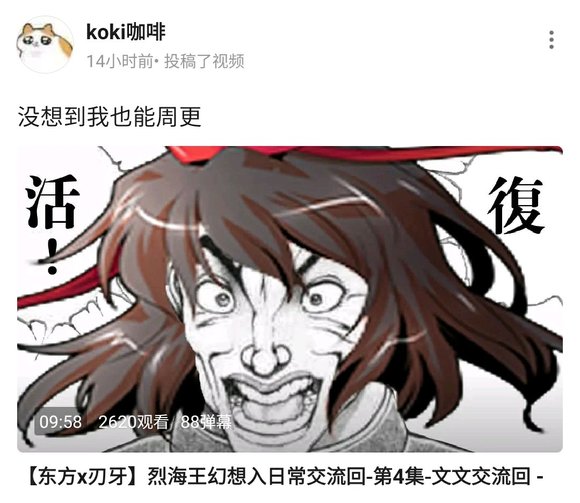 koki咖啡
14小时前· 投稿了视频
没想到我也能周更
復
活！
09:58 2620观看 88弹幕
【东方x刃牙】烈海王幻想入日常交流回-第4集-文文交流回 -